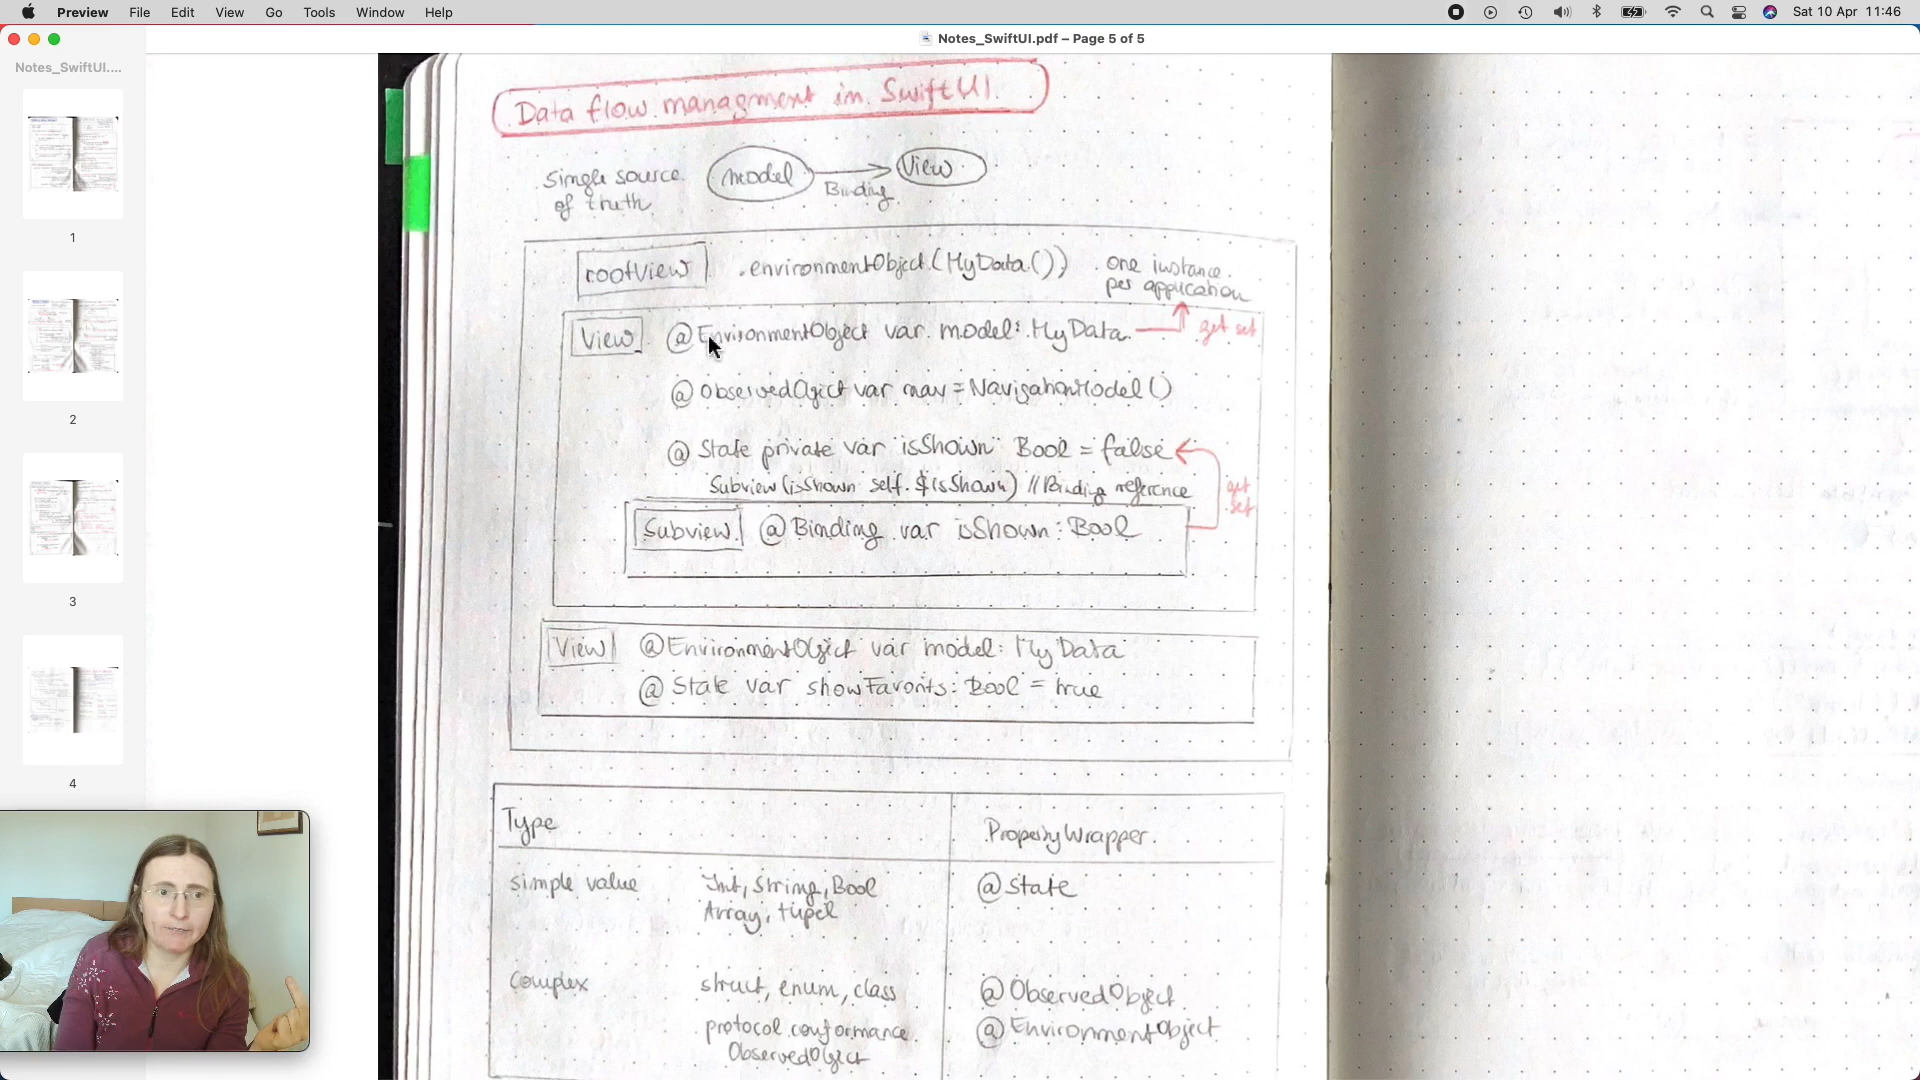 Preview File Edit View Go Tools Window Help Sat 10 Apr 11:46
Notes_SwiftUI.pdf – Page 5 of 5
Notes_SwiftUI....
1
2
3
4
Data flow managment in SwiftUI
single source of truth
model
Binding
View
rootView .environmentObject(MyData()) one instance per application
View @EnvironmentObject var model: MyData get set
@ObservedObject var nav = NavigationModel()
@State private var isShown Bool = false
Subview(isShown self.$isShown) // Binding reference
get set
Subview @Binding var isShown: Bool
View @EnvironmentObject var model: MyData
@State var showFavorits: Bool = true
Type PropertyWrapper
simple value Int, String, Bool @State
Array, tupel
complex struct, enum, class @ObservedObject
protocol conformance @EnvironmentObject
ObservedObject